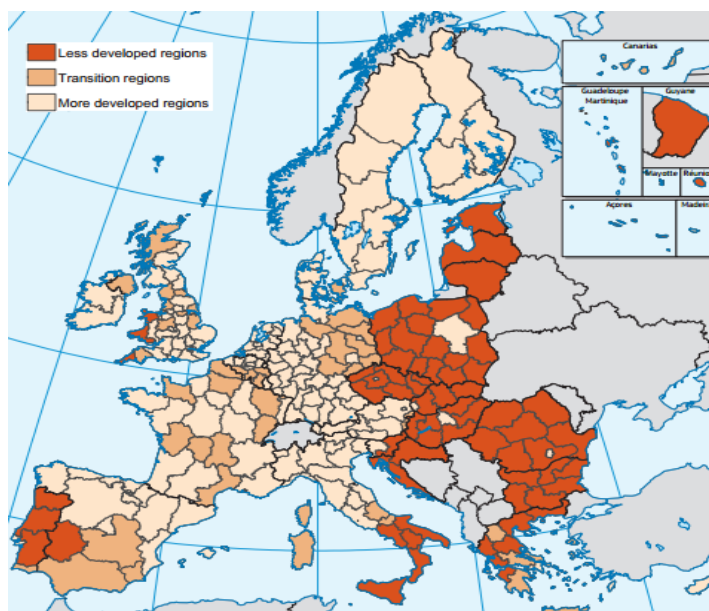 Less developed regions
Transition regions
More developed regions
Canarias
Guadeloupe
Martinique
Guyane
Mayotte
Réunion
Açores
Madeira